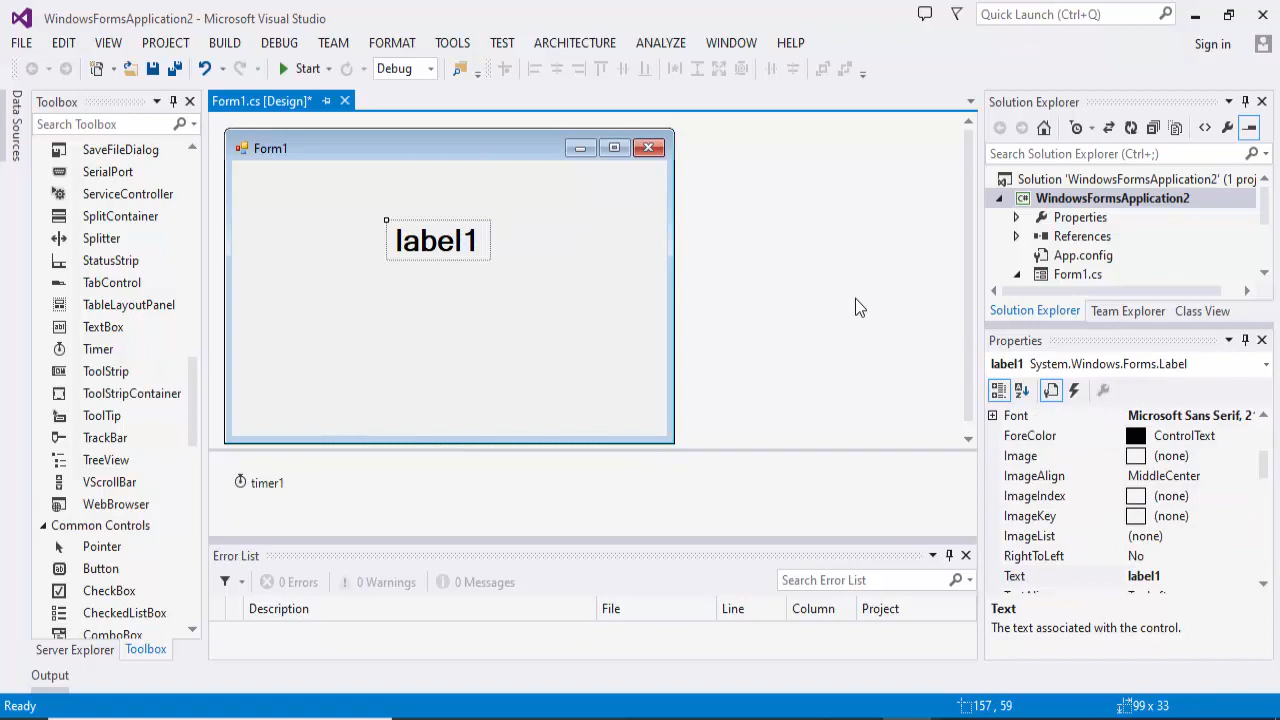 WindowsFormsApplication2 - Microsoft Visual Studio
Quick Launch (Ctrl+Q)
FILE EDIT VIEW PROJECT BUILD DEBUG TEAM FORMAT TOOLS TEST ARCHITECTURE ANALYZE WINDOW HELP
Sign in
Start Debug
Data Sources
Toolbox
Search Toolbox
SaveFileDialog
SerialPort
ServiceController
SplitContainer
Splitter
StatusStrip
TabControl
TableLayoutPanel
TextBox
Timer
ToolStrip
ToolStripContainer
ToolTip
TrackBar
TreeView
VScrollBar
WebBrowser
Common Controls
Pointer
Button
CheckBox
CheckedListBox
ComboBox
Server Explorer Toolbox
Form1.cs [Design]*
Form1
label1
timer1
Error List
0 Errors 0 Warnings 0 Messages
Search Error List
Description File Line Column Project
Solution Explorer
Search Solution Explorer (Ctrl+;)
Solution 'WindowsFormsApplication2' (1 proj
C# WindowsFormsApplication2
Properties
References
App.config
Form1.cs
Solution Explorer Team Explorer Class View
Properties
label1 System.Windows.Forms.Label
Font Microsoft Sans Serif, 2
ForeColor ControlText
Image (none)
ImageAlign MiddleCenter
ImageIndex (none)
ImageKey (none)
ImageList (none)
RightToLeft No
Text label1
Text
The text associated with the control.
Output
Ready
157 , 59
99 x 33